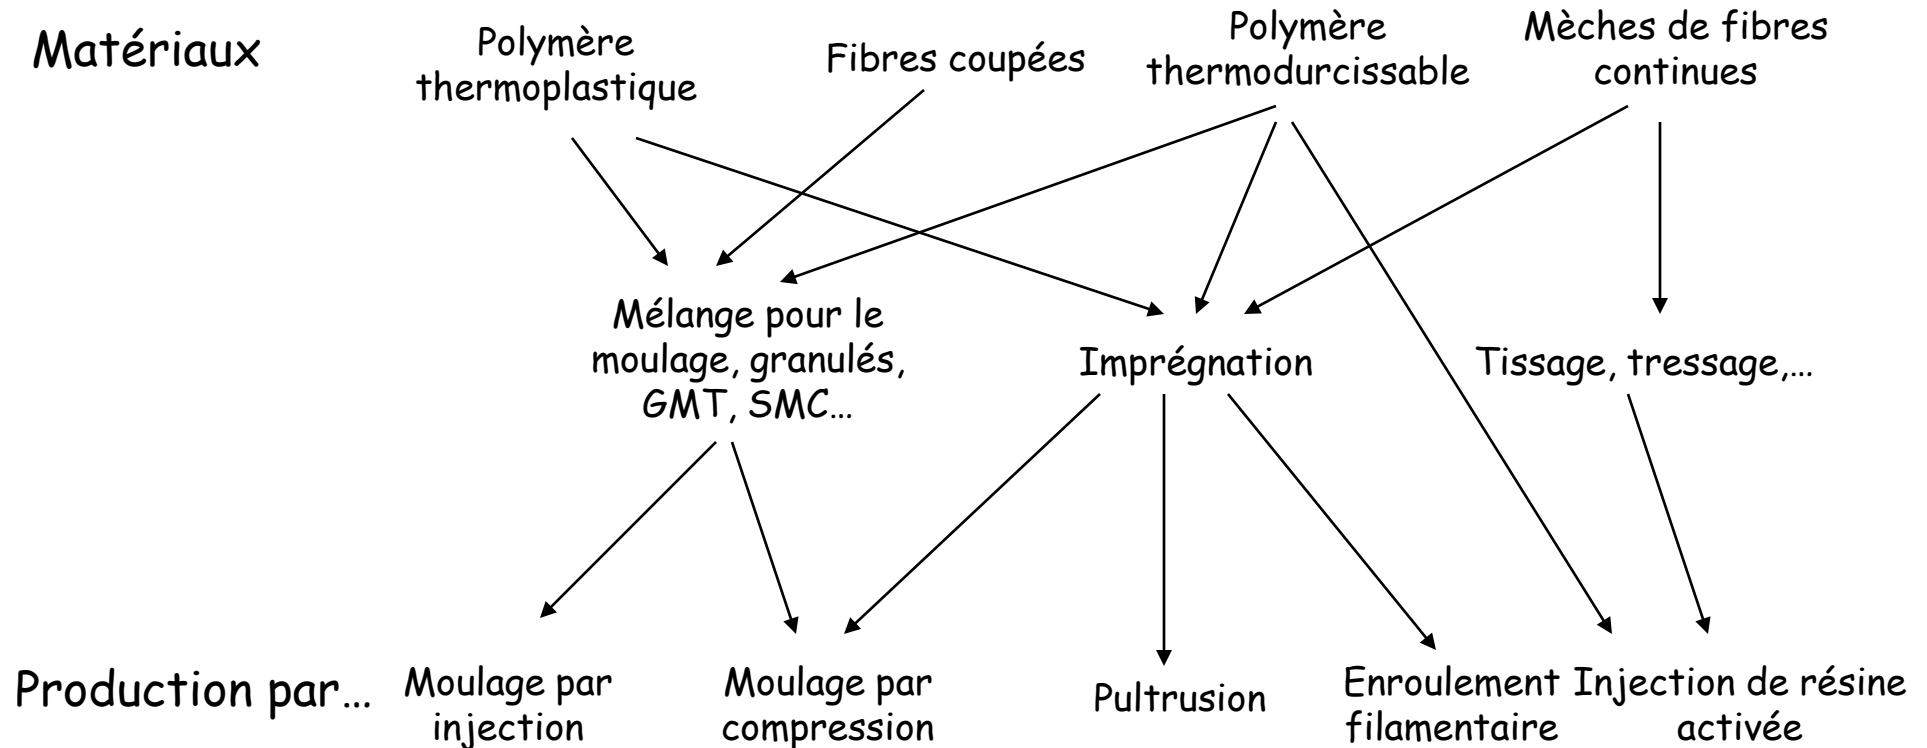 Matériaux
Polymère
thermoplastique
Fibres coupées
Polymère
thermodurcissable
Mèches de fibres
continues
Mélange pour le
moulage, granulés,
GMT, SMC…
Imprégnation
Tissage, tressage,…
Production par…
Moulage par
injection
Moulage par
compression
Pultrusion
Enroulement
filamentaire
Injection de résine
activée